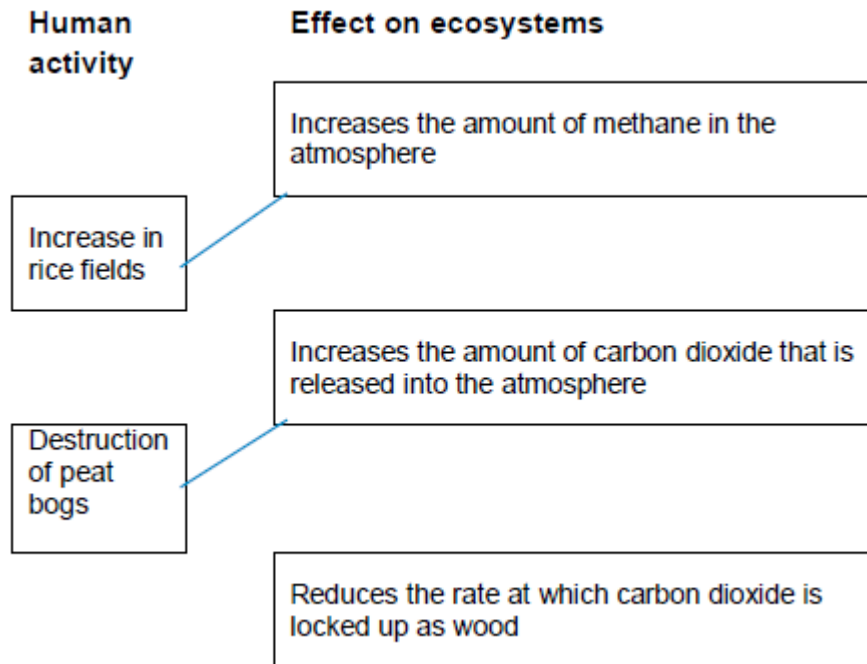 Human
activity
Effect on ecosystems
Increases the amount of methane in the
atmosphere
Increase in
rice fields
Increases the amount of carbon dioxide that is
released into the atmosphere
Destruction
of peat
bogs
Reduces the rate at which carbon dioxide is
locked up as wood